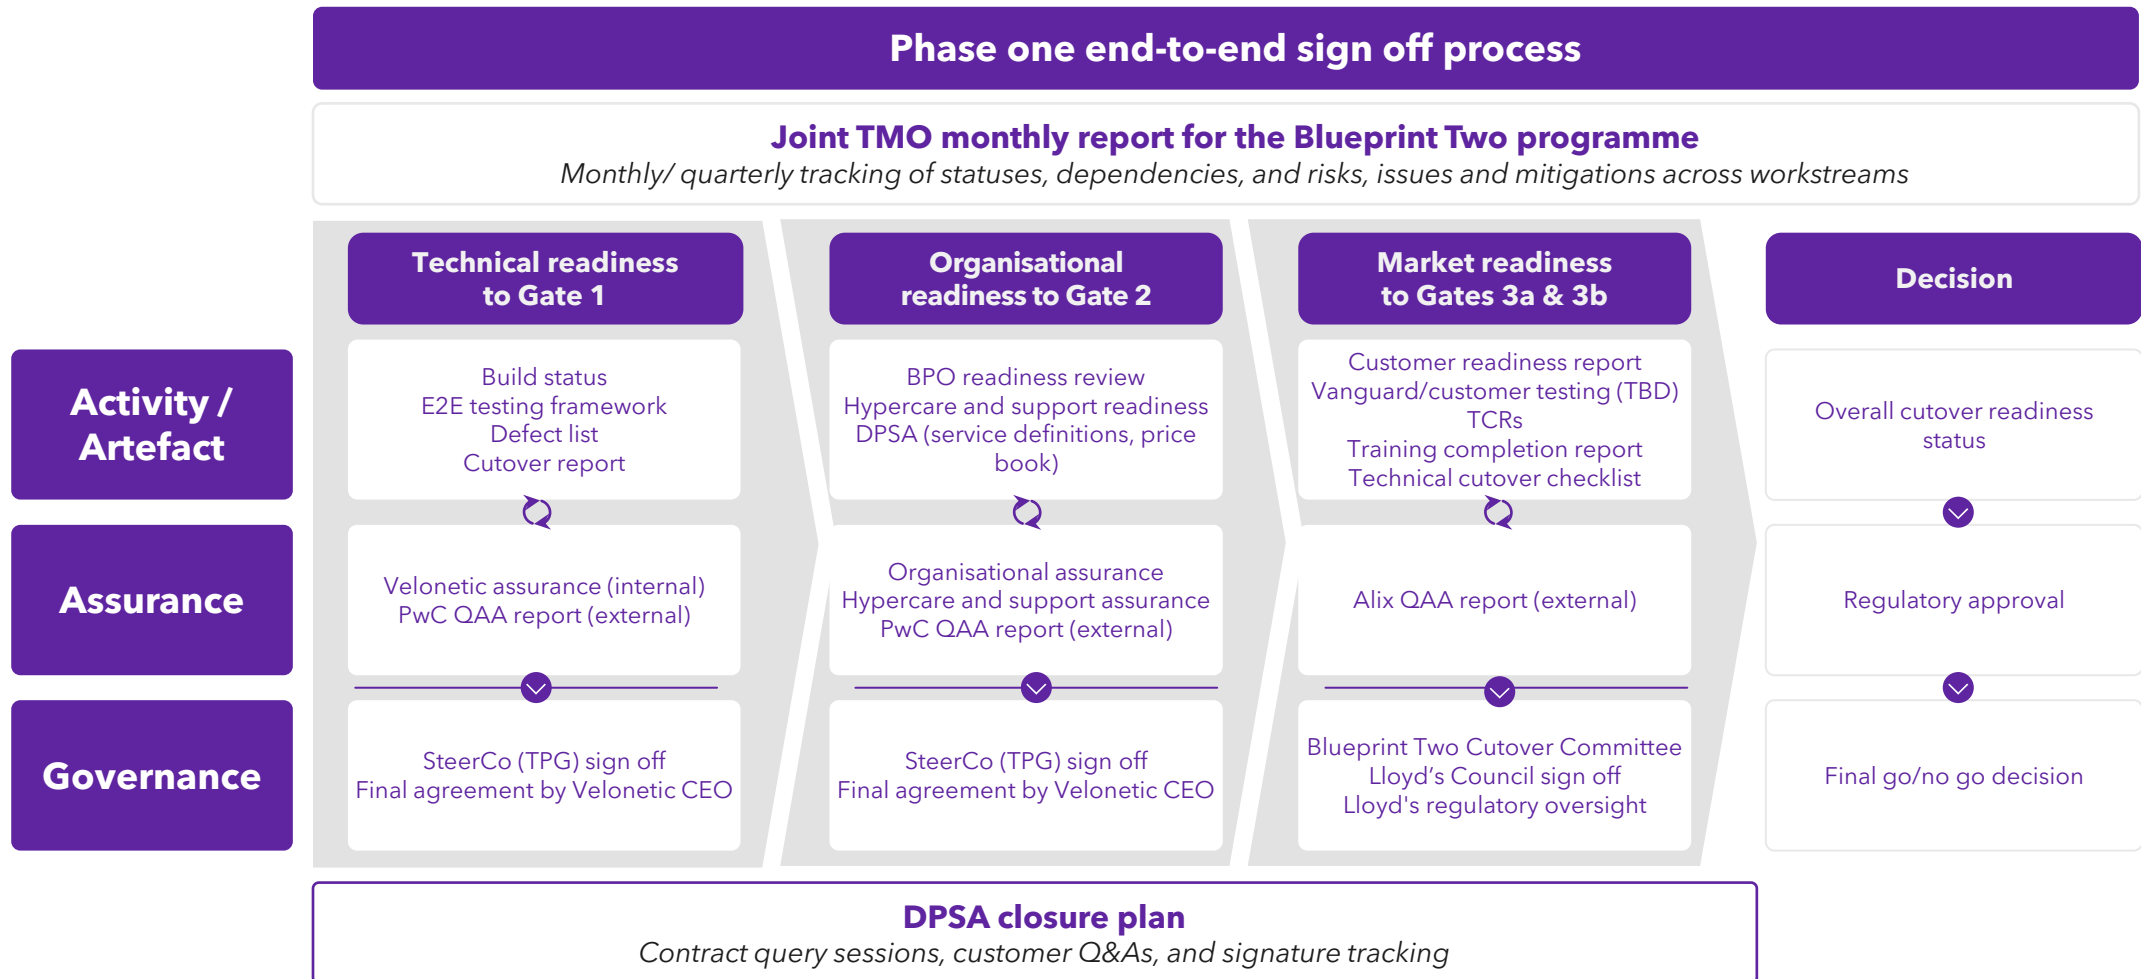 Phase one end-to-end sign off process
Joint TMO monthly report for the Blueprint Two programme
Monthly/ quarterly tracking of statuses, dependencies, and risks, issues and mitigations across workstreams
Technical readiness
to Gate 1
Organisational
readiness to Gate 2
Market readiness
to Gates 3a & 3b
Decision
Activity /
Artefact
Build status
E2E testing framework
Defect list
Cutover report
BPO readiness review
Hypercare and support readiness
DPSA (service definitions, price
book)
Customer readiness report
Vanguard/customer testing (TBD)
TCRs
Training completion report
Technical cutover checklist
Overall cutover readiness
status
Assurance
Velonetic assurance (internal)
PwC QAA report (external)
Organisational assurance
Hypercare and support assurance
PwC QAA report (external)
Alix QAA report (external)
Regulatory approval
Governance
SteerCo (TPG) sign off
Final agreement by Velonetic CEO
SteerCo (TPG) sign off
Final agreement by Velonetic CEO
Blueprint Two Cutover Committee
Lloyd’s Council sign off
Lloyd's regulatory oversight
Final go/no go decision
DPSA closure plan
Contract query sessions, customer Q&As, and signature tracking